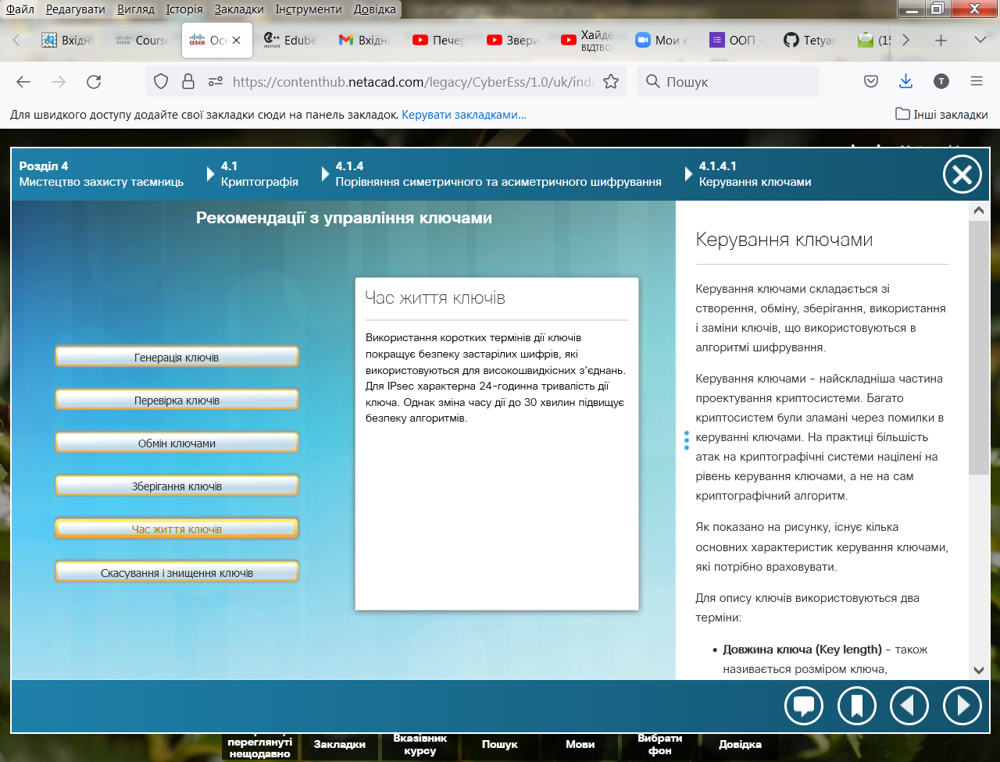 Файл Редагувати Вигляд Історія Закладки Інструменти Довідка
Вхідні Course Осн Edube Вхідні Печер Звери Хайде Мои к ООП - Tetyan (15
ВІДТВО
https://contenthub.netacad.com/legacy/CyberEss/1.0/uk/inde
Пошук
Для швидкого доступу додайте свої закладки сюди на панель закладок. Керувати закладками…
Інші закладки
Розділ 4
Мистецтво захисту таємниць
4.1
Криптографія
4.1.4
Порівняння симетричного та асиметричного шифрування
4.1.4.1
Керування ключами
Рекомендації з управління ключами
Генерація ключів
Перевірка ключів
Обмін ключами
Зберігання ключів
Час життя ключів
Скасування і знищення ключів
Час життя ключів
Використання коротких термінів дії ключів
покращує безпеку застарілих шифрів, які
використовуються для високошвидкісних з'єднань.
Для IPsec характерна 24-годинна тривалість дії
ключа. Однак зміна часу дії до 30 хвилин підвищує
безпеку алгоритмів.
Керування ключами
Керування ключами складається зі
створення, обміну, зберігання, використання
і заміни ключів, що використовуються в
алгоритмі шифрування.
Керування ключами - найскладніша частина
проектування криптосистеми. Багато
криптосистем були зламані через помилки в
керуванні ключами. На практиці більшість
атак на криптографічні системи націлені на
рівень керування ключами, а не на сам
криптографічний алгоритм.
Як показано на рисунку, існує кілька
основних характеристик керування ключами,
які потрібно враховувати.
Для опису ключів використовуються два
терміни:
• Довжина ключа (Key length) - також
називається розміром ключа,
переглянуті
нещодавно
Закладки
Вказівник
курсу
Пошук
Мови
Вибрати
фон
Довідка